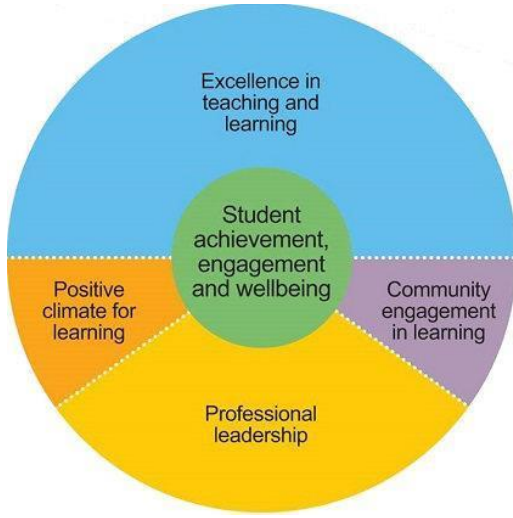 Excellence in
teaching and
learning
Student
achievement,
engagement
and wellbeing
Positive
climate for
learning
Community
engagement
in learning
Professional
leadership